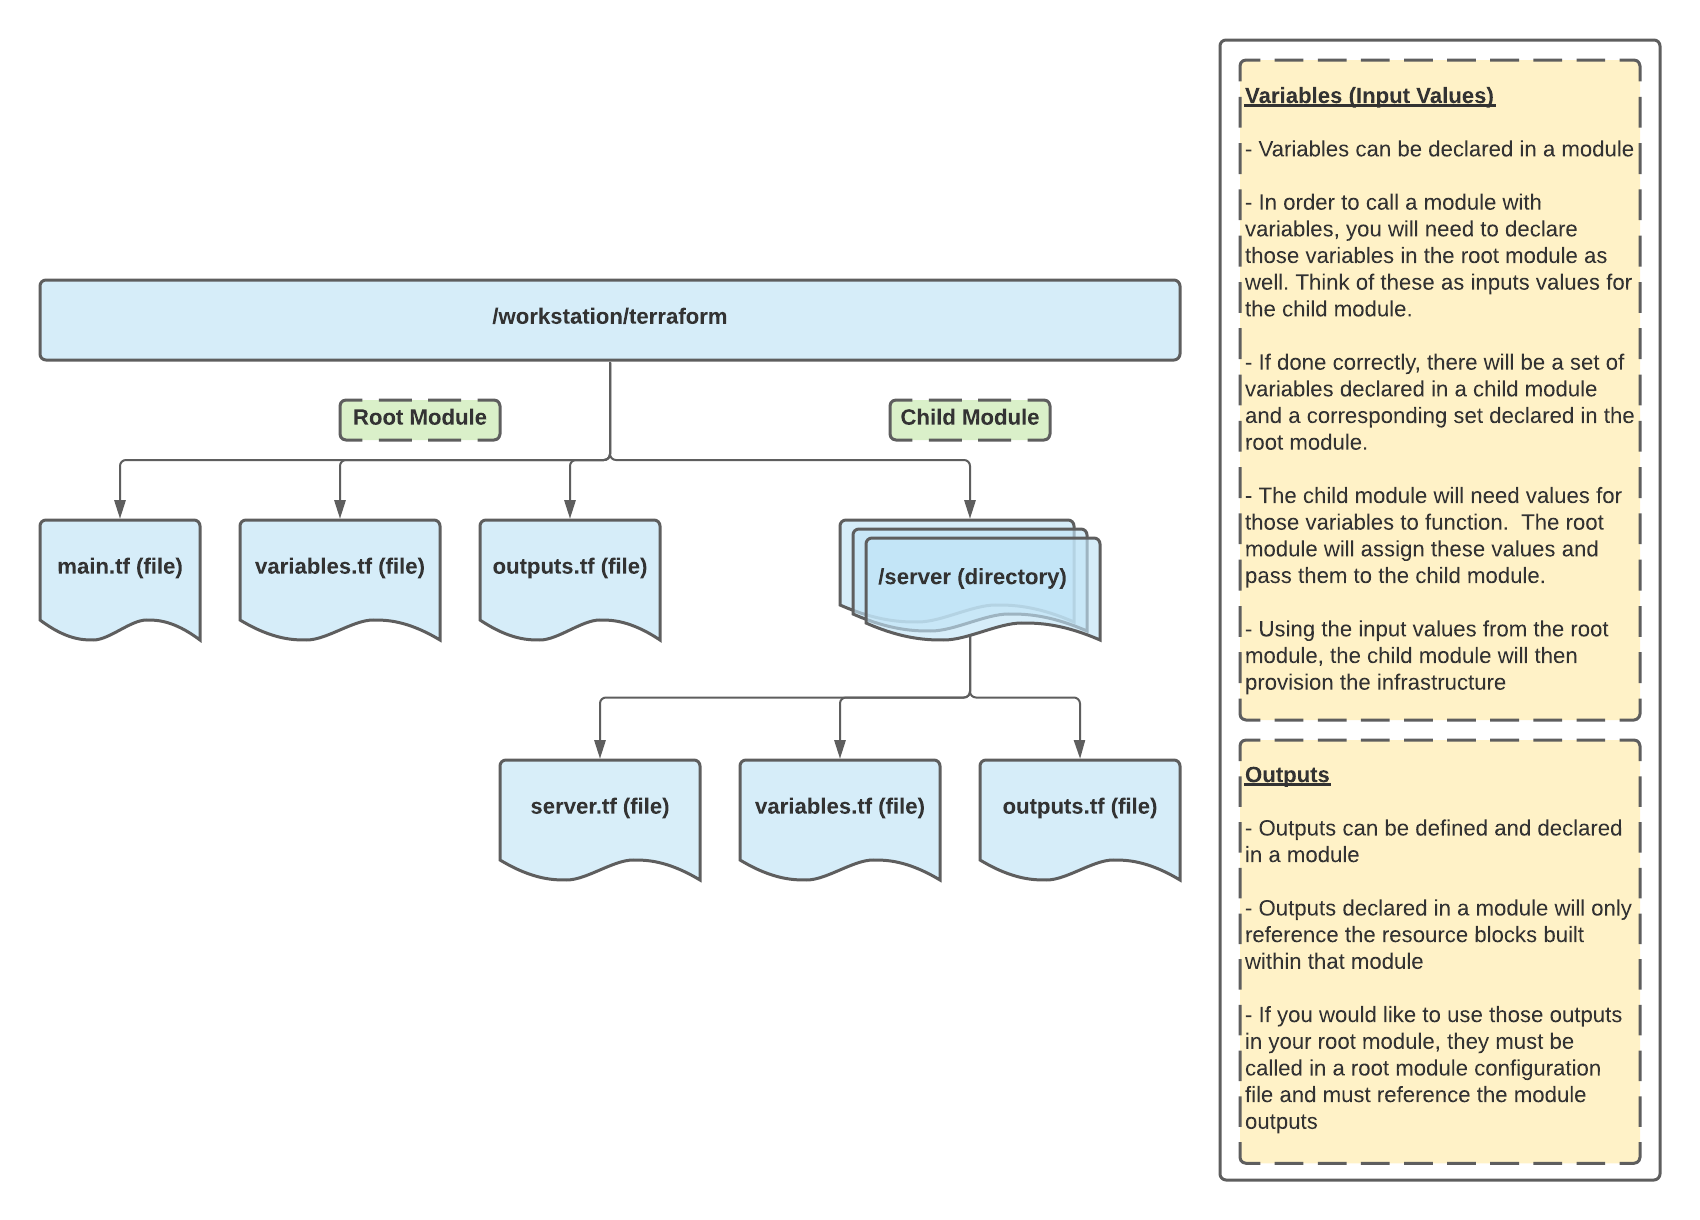 /workstation/terraform
Root Module
Child Module
main.tf (file)
variables.tf (file)
outputs.tf (file)
/server (directory)
server.tf (file)
variables.tf (file)
outputs.tf (file)
Variables (Input Values)
- Variables can be declared in a module
- In order to call a module with
variables, you will need to declare
those variables in the root module as
well. Think of these as inputs values for
the child module.
- If done correctly, there will be a set of
variables declared in a child module
and a corresponding set declared in the
root module.
- The child module will need values for
those variables to function.  The root
module will assign these values and
pass them to the child module.
- Using the input values from the root
module, the child module will then
provision the infrastructure
Outputs
- Outputs can be defined and declared
in a module
- Outputs declared in a module will only
reference the resource blocks built
within that module
- If you would like to use those outputs
in your root module, they must be
called in a root module configuration
file and must reference the module
outputs